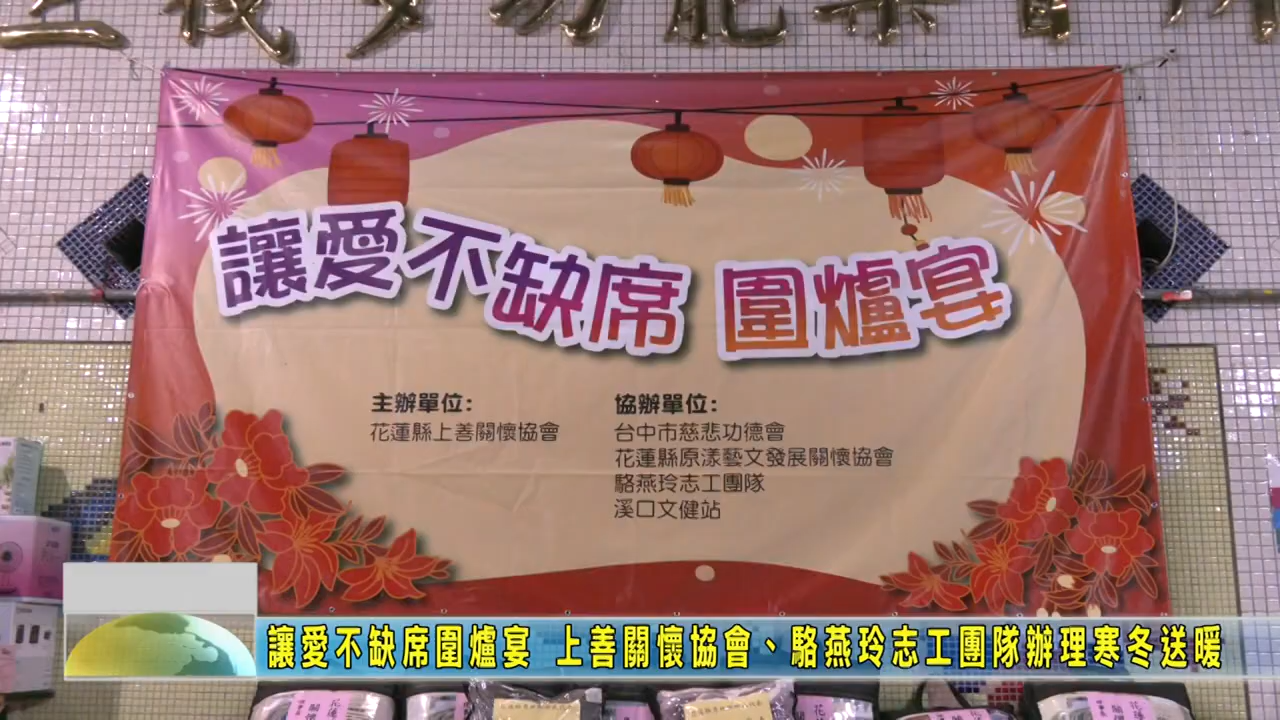 讓愛不缺席 圍爐宴
主辦單位:
花蓮縣上善關懷協會
協辦單位:
台中市慈悲功德會
花蓮縣原漾藝文發展關懷協會
駱燕玲志工團隊
溪口文健站
讓愛不缺席圍爐宴 上善關懷協會、駱燕玲志工團隊辦理寒冬送暖